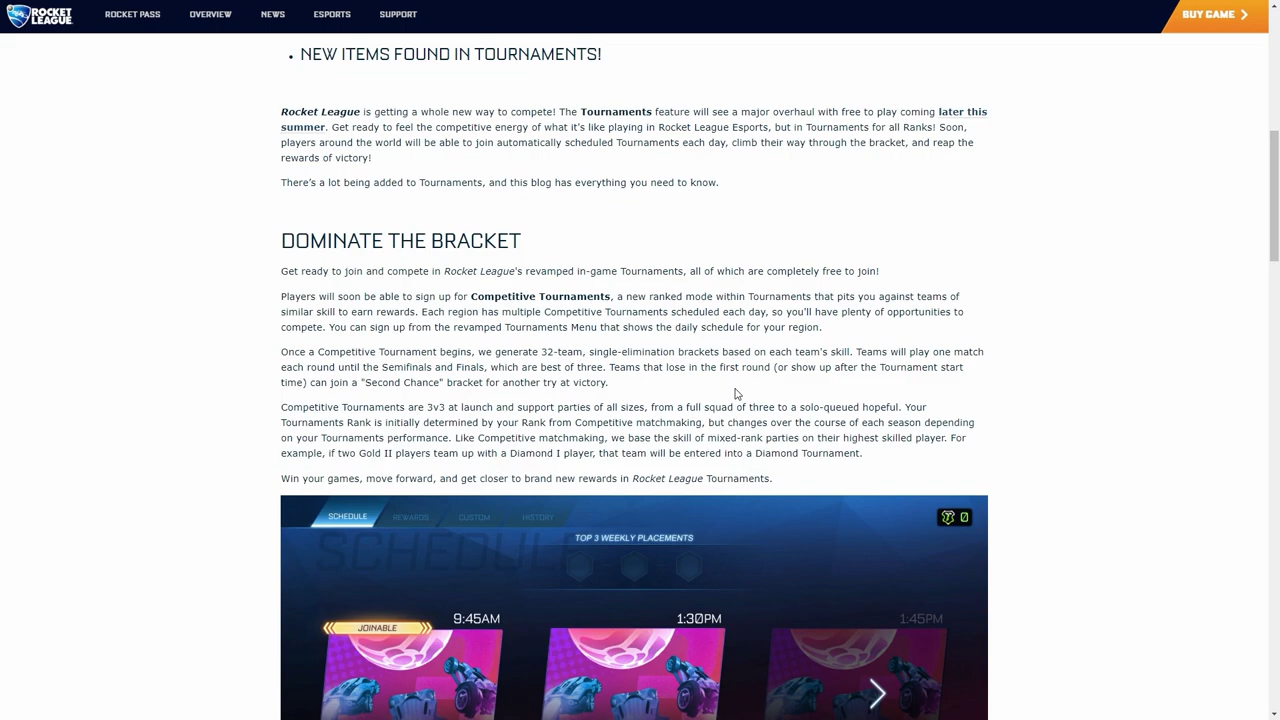 ROCKET LEAGUE
ROCKET PASS OVERVIEW NEWS ESPORTS SUPPORT BUY GAME
• NEW ITEMS FOUND IN TOURNAMENTS!
Rocket League is getting a whole new way to compete! The Tournaments feature will see a major overhaul with free to play coming later this
summer. Get ready to feel the competitive energy of what it's like playing in Rocket League Esports, but in Tournaments for all Ranks! Soon,
players around the world will be able to join automatically scheduled Tournaments each day, climb their way through the bracket, and reap the
rewards of victory!
There's a lot being added to Tournaments, and this blog has everything you need to know.
DOMINATE THE BRACKET
Get ready to join and compete in Rocket League's revamped in-game Tournaments, all of which are completely free to join!
Players will soon be able to sign up for Competitive Tournaments, a new ranked mode within Tournaments that pits you against teams of
similar skill to earn rewards. Each region has multiple Competitive Tournaments scheduled each day, so you'll have plenty of opportunities to
compete. You can sign up from the revamped Tournaments Menu that shows the daily schedule for your region.
Once a Competitive Tournament begins, we generate 32-team, single-elimination brackets based on each team's skill. Teams will play one match
each round until the Semifinals and Finals, which are best of three. Teams that lose in the first round (or show up after the Tournament start
time) can join a "Second Chance" bracket for another try at victory.
Competitive Tournaments are 3v3 at launch and support parties of all sizes, from a full squad of three to a solo-queued hopeful. Your
Tournaments Rank is initially determined by your Rank from Competitive matchmaking, but changes over the course of each season depending
on your Tournaments performance. Like Competitive matchmaking, we base the skill of mixed-rank parties on their highest skilled player. For
example, if two Gold II players team up with a Diamond I player, that team will be entered into a Diamond Tournament.
Win your games, move forward, and get closer to brand new rewards in Rocket League Tournaments.
SCHEDULE REWARDS CUSTOM HISTORY 0
SCHEDULE
TOP 3 WEEKLY PLACEMENTS
9:45AM 1:30PM 1:45PM
JOINABLE